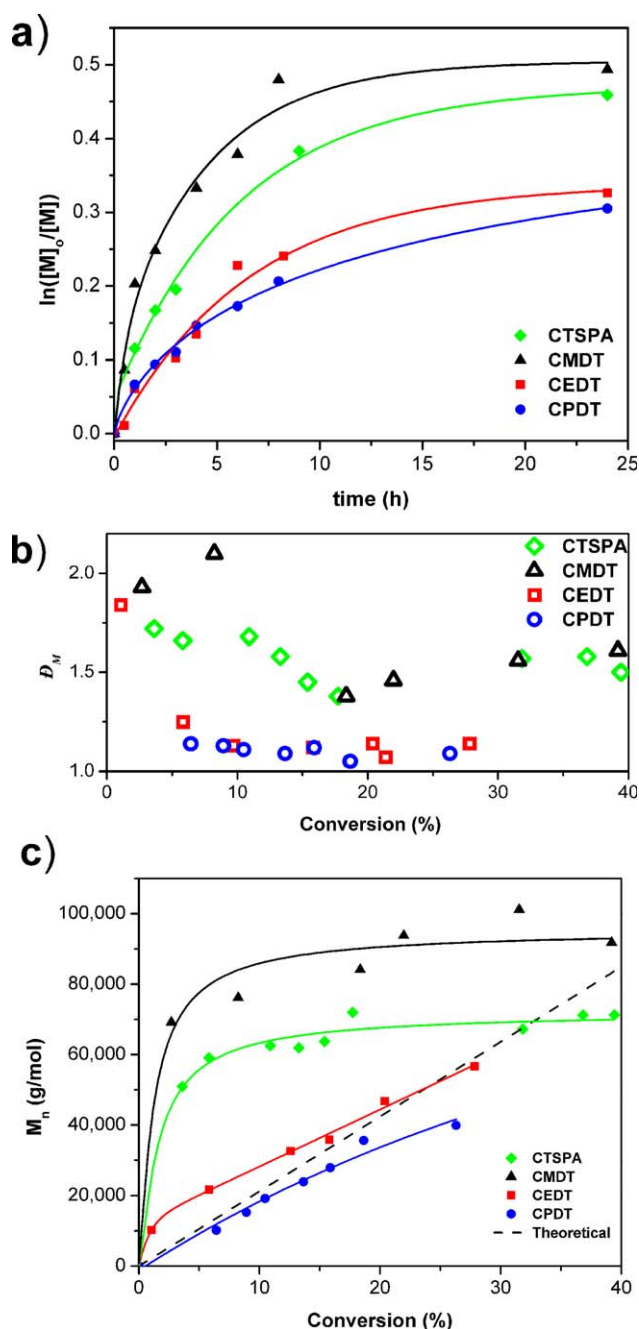 a)
ln([M]ₒ/[M])
0.5
0.4
0.3
0.2
0.1
0.0
CTSPA
CMDT
CEDT
CPDT
0 5 10 15 20 25
time (h)
b)
Đ_M
2.0
1.5
1.0
CTSPA
CMDT
CEDT
CPDT
0 10 20 30 40
Conversion (%)
c)
Mₙ (g/mol)
100,000
80,000
60,000
40,000
20,000
0
CTSPA
CMDT
CEDT
CPDT
Theoretical
0 10 20 30 40
Conversion (%)